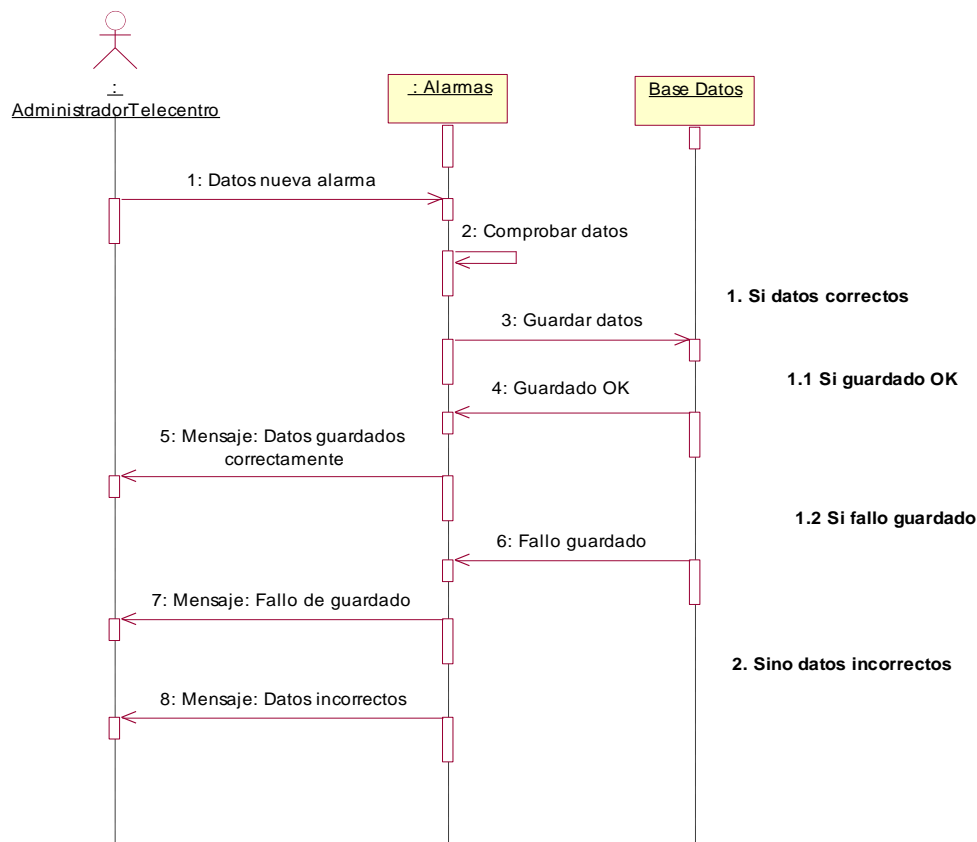 :
AdministradorTelecentro
: Alarmas
Base Datos
1: Datos nueva alarma
2: Comprobar datos
1. Si datos correctos
3: Guardar datos
1.1 Si guardado OK
4: Guardado OK
5: Mensaje: Datos guardados
correctamente
1.2 Si fallo guardado
6: Fallo guardado
7: Mensaje: Fallo de guardado
2. Sino datos incorrectos
8: Mensaje: Datos incorrectos